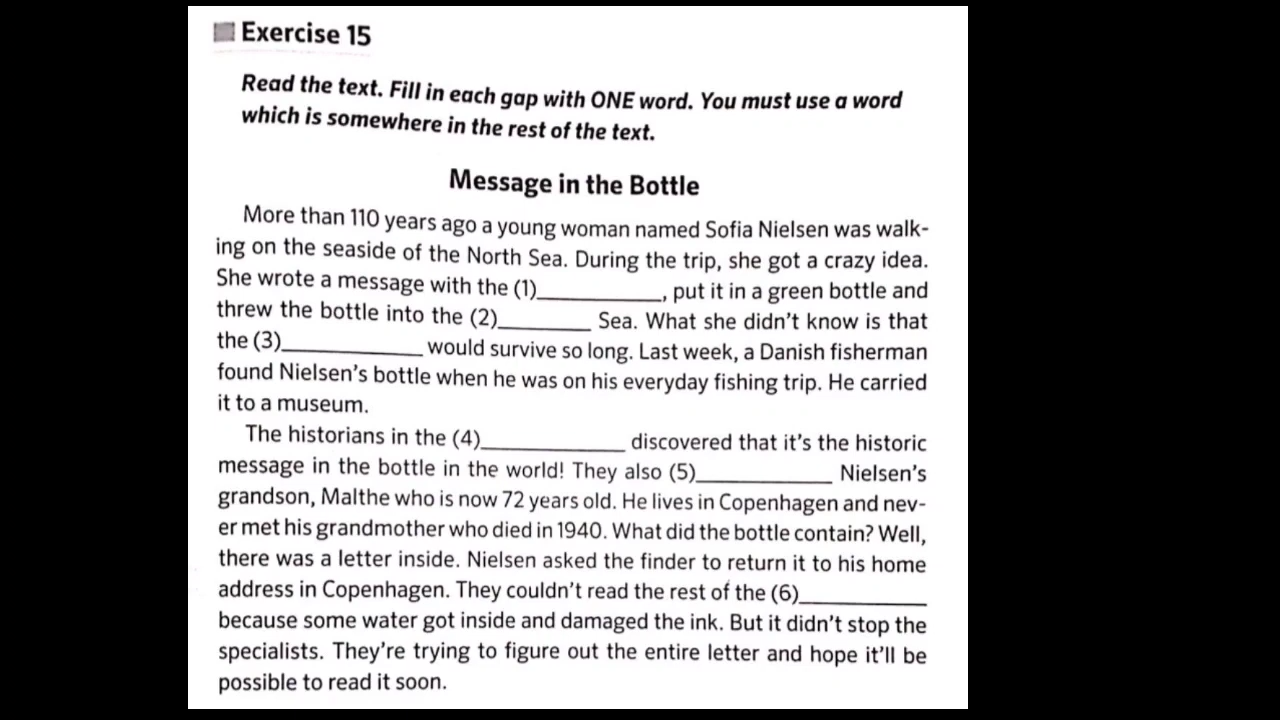 Exercise 15
Read the text. Fill in each gap with ONE word. You must use a word
which is somewhere in the rest of the text.
Message in the Bottle
More than 110 years ago a young woman named Sofia Nielsen was walk-
ing on the seaside of the North Sea. During the trip, she got a crazy idea.
She wrote a message with the (1)____________, put it in a green bottle and
threw the bottle into the (2)_________ Sea. What she didn't know is that
the (3)_____________ would survive so long. Last week, a Danish fisherman
found Nielsen's bottle when he was on his everyday fishing trip. He carried
it to a museum.
The historians in the (4)______________ discovered that it's the historic
message in the bottle in the world! They also (5)_____________ Nielsen's
grandson, Malthe who is now 72 years old. He lives in Copenhagen and nev-
er met his grandmother who died in 1940. What did the bottle contain? Well,
there was a letter inside. Nielsen asked the finder to return it to his home
address in Copenhagen. They couldn't read the rest of the (6)____________
because some water got inside and damaged the ink. But it didn't stop the
specialists. They're trying to figure out the entire letter and hope it'll be
possible to read it soon.